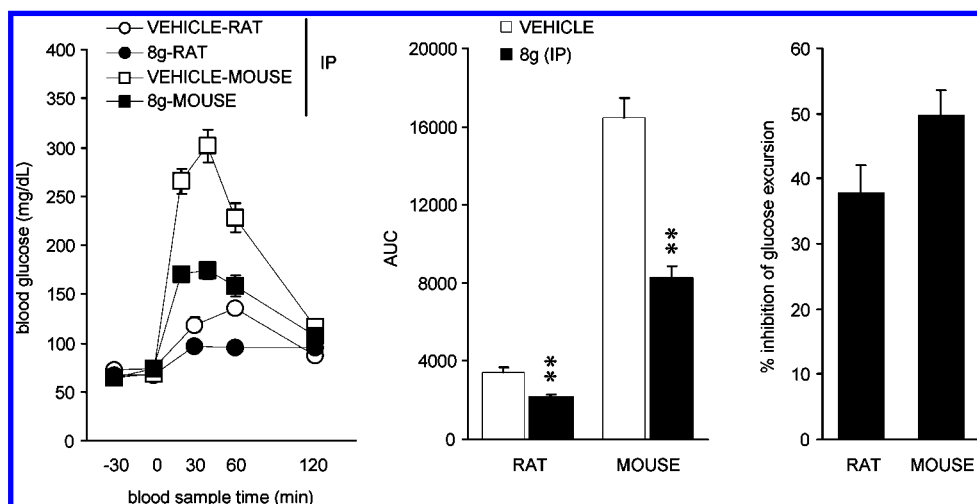 VEHICLE-RAT
8g-RAT
VEHICLE-MOUSE
8g-MOUSE
IP
400
350
300
250
200
150
100
50
0
blood glucose (mg/dL)
-30 0 30 60 120
blood sample time (min)
VEHICLE
8g (IP)
20000
16000
12000
8000
4000
0
AUC
**
**
RAT MOUSE
60
50
40
30
20
10
0
% inhibition of glucose excursion
RAT MOUSE